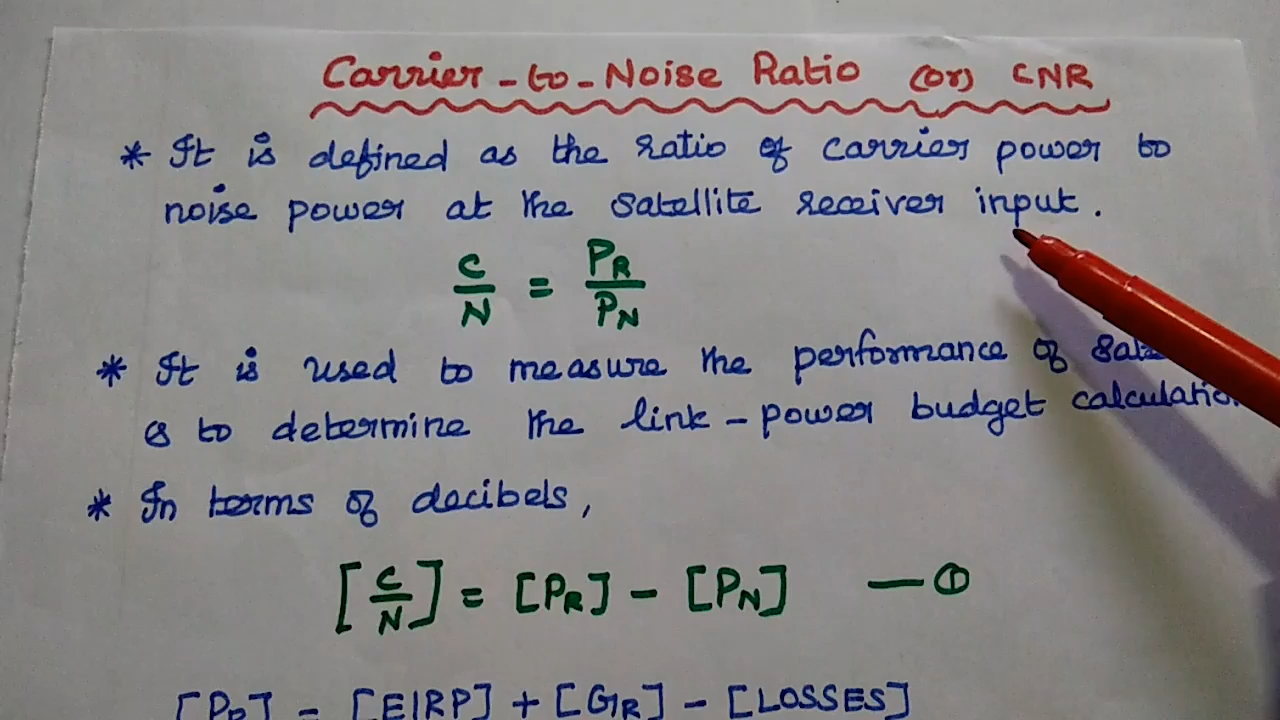 Carrier-to-Noise Ratio (or) CNR
* It is defined as the ratio of carrier power to
noise power at the satellite receiver input.
C/N = PR/PN
* It is used to measure the performance of
& to determine the link-power budget
* In terms of decibels,
[C/N] = [PR] - [PN] — ①
[PR] = [EIRP] + [GR] - [LOSSES]